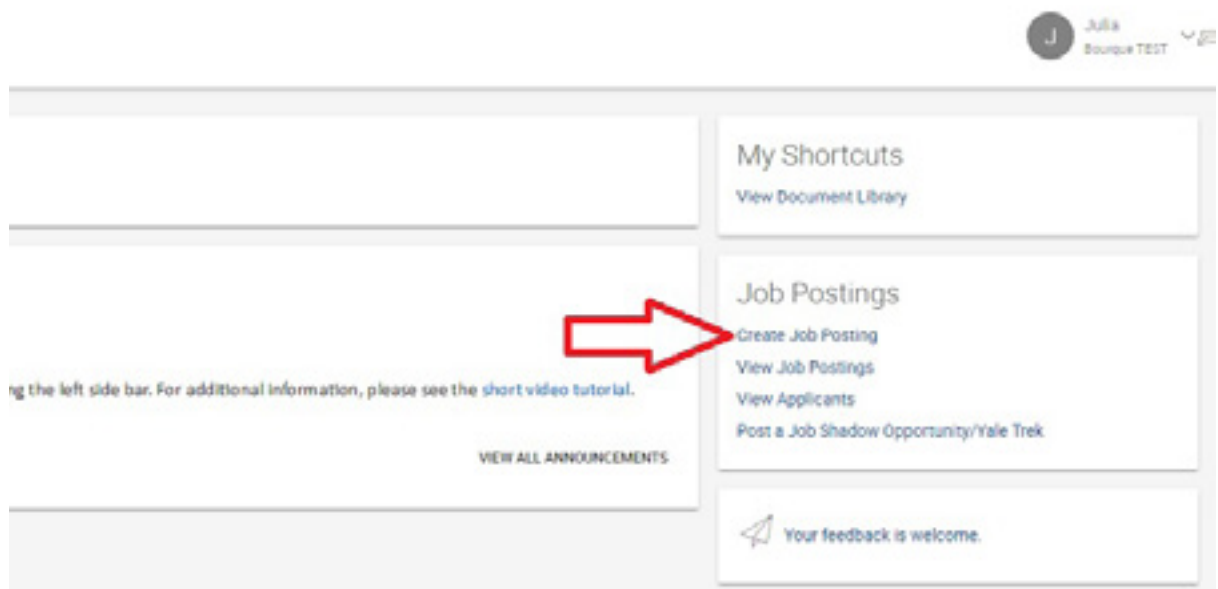 J
Julia
Bourque TEST
My Shortcuts
View Document Library
Job Postings
Create Job Posting
View Job Postings
View Applicants
Post a Job Shadow Opportunity/Yale Trek
ng the left side bar. For additional information, please see the short video tutorial.
VIEW ALL ANNOUNCEMENTS
Your feedback is welcome.